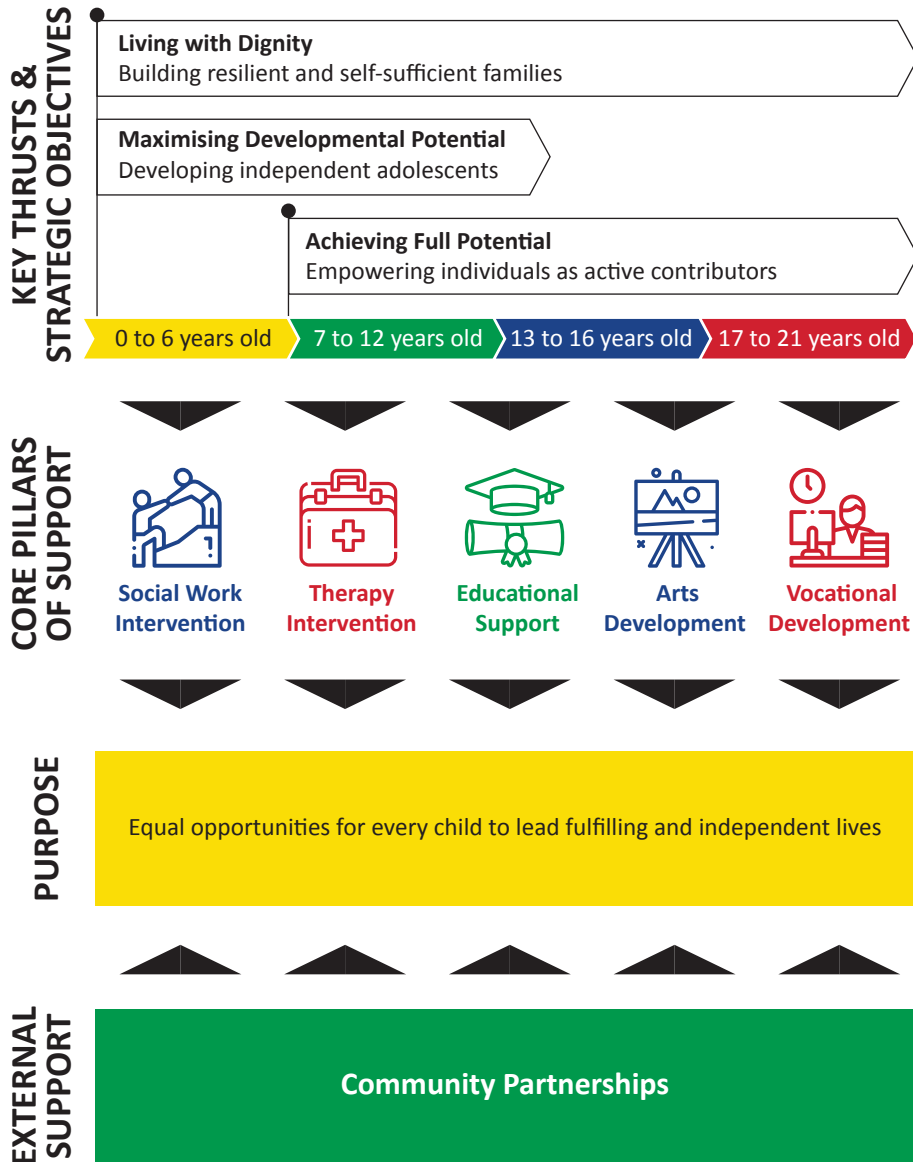 KEY THRUSTS &
STRATEGIC OBJECTIVES
Living with Dignity
Building resilient and self-sufficient families
Maximising Developmental Potential
Developing independent adolescents
Achieving Full Potential
Empowering individuals as active contributors
0 to 6 years old
7 to 12 years old
13 to 16 years old
17 to 21 years old
CORE PILLARS
OF SUPPORT
Social Work
Intervention
Therapy
Intervention
Educational
Support
Arts
Development
Vocational
Development
PURPOSE
Equal opportunities for every child to lead fulfilling and independent lives
EXTERNAL
SUPPORT
Community Partnerships